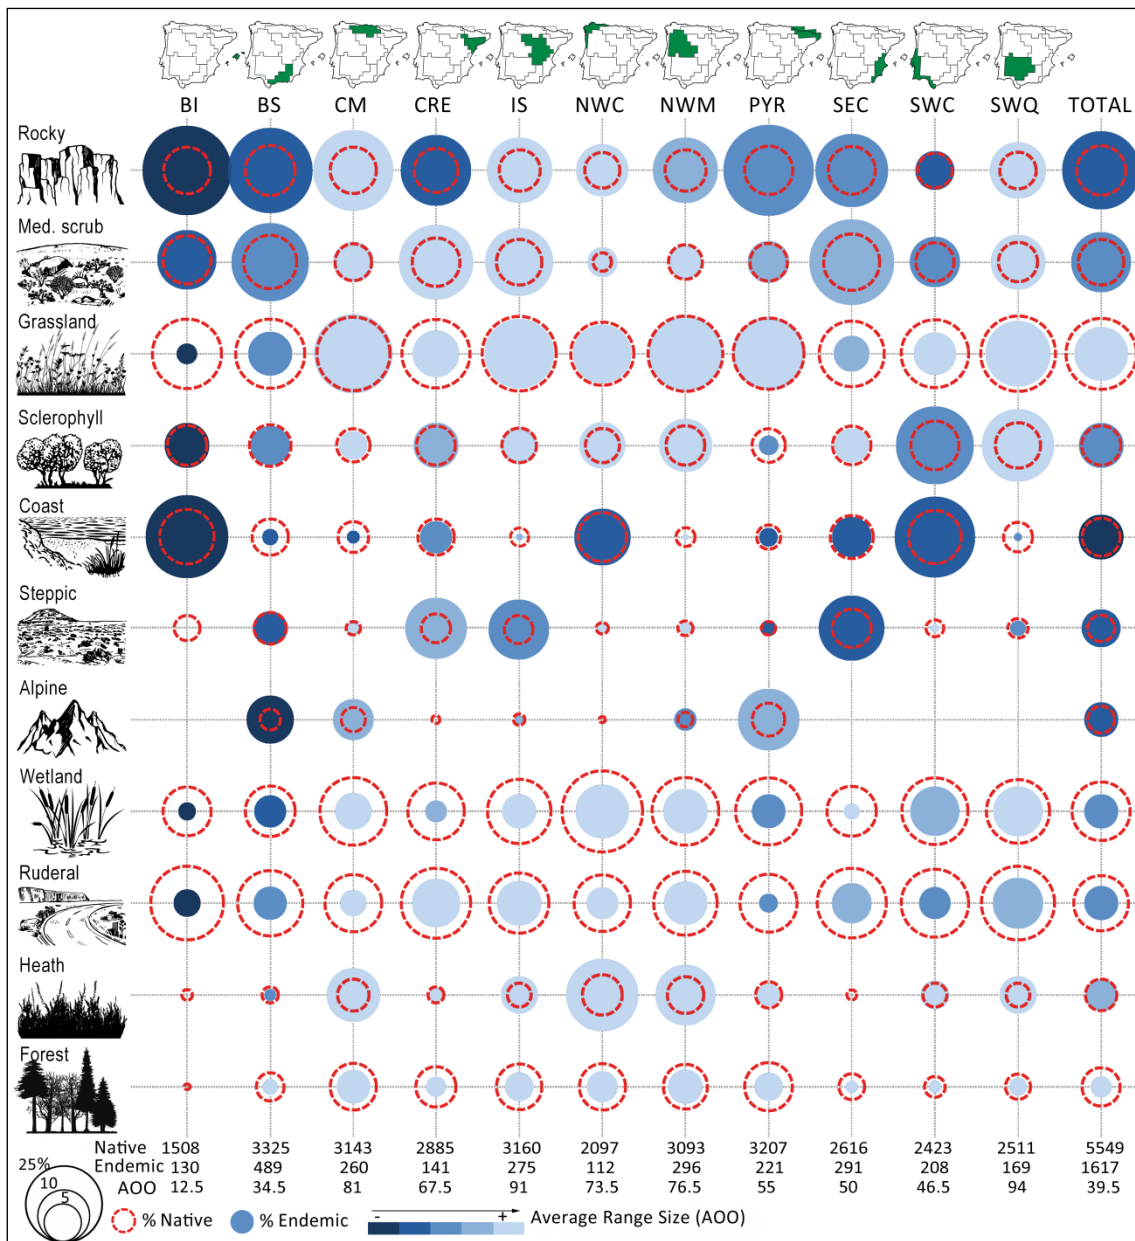 BI BS CM CRE IS NWC NWM PYR SEC SWC SWQ TOTAL
Rocky
Med. scrub
Grassland
Sclerophyll
Coast
Steppic
Alpine
Wetland
Ruderal
Heath
Forest
Native 1508 3325 3143 2885 3160 2097 3093 3207 2616 2423 2511 5549
Endemic 130 489 260 141 275 112 296 221 291 208 169 1617
AOO 12.5 34.5 81 67.5 91 73.5 76.5 55 50 46.5 94 39.5
25%
10
5
% Native % Endemic - + Average Range Size (AOO)